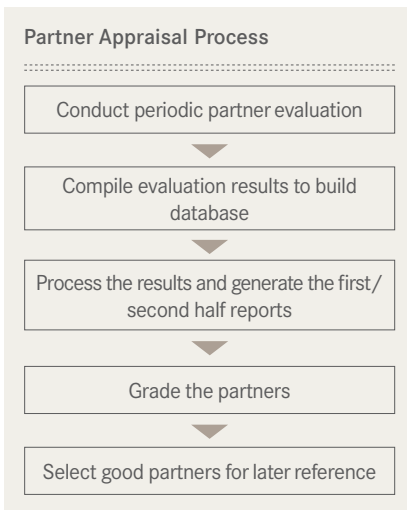 Partner Appraisal Process
Conduct periodic partner evaluation
Compile evaluation results to build
database
Process the results and generate the first/
second half reports
Grade the partners
Select good partners for later reference